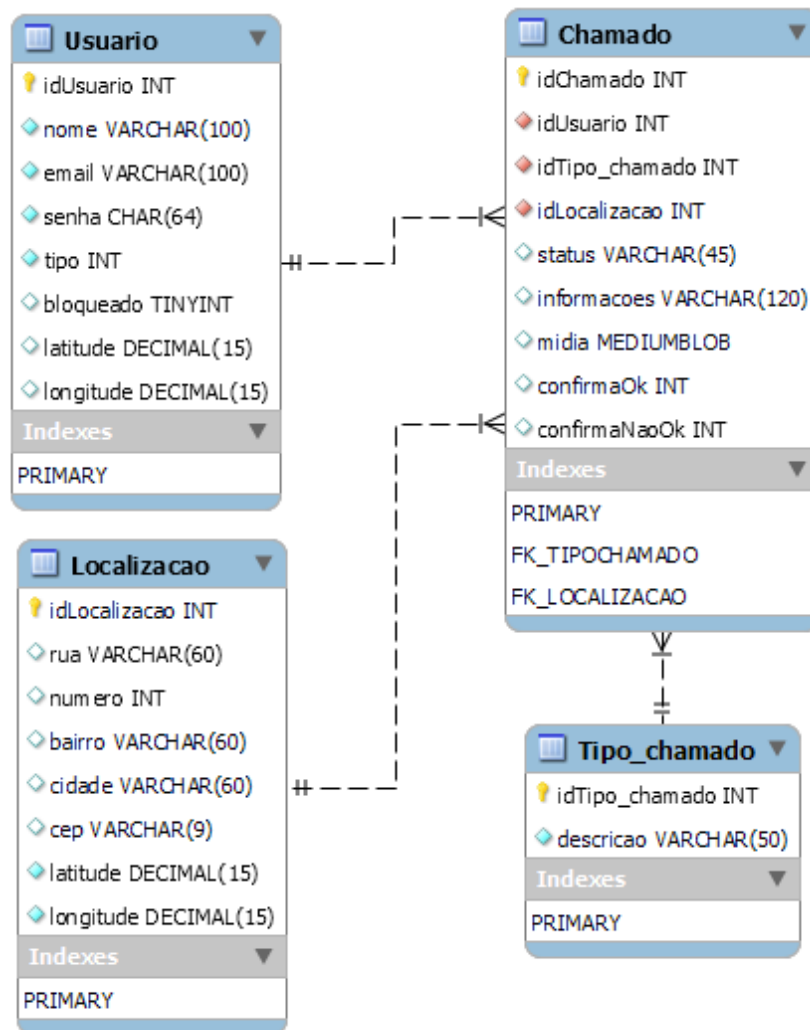 Usuario
idUsuario INT
nome VARCHAR(100)
email VARCHAR(100)
senha CHAR(64)
tipo INT
bloqueado TINYINT
latitude DECIMAL(15)
longitude DECIMAL(15)
Indexes
PRIMARY
Chamado
idChamado INT
idUsuario INT
idTipo_chamado INT
idLocalizacao INT
status VARCHAR(45)
informacoes VARCHAR(120)
midia MEDIUMBLOB
confirmaOk INT
confirmaNaoOk INT
Indexes
PRIMARY
FK_TIPOCHAMADO
FK_LOCALIZACAO
Localizacao
idLocalizacao INT
rua VARCHAR(60)
numero INT
bairro VARCHAR(60)
cidade VARCHAR(60)
cep VARCHAR(9)
latitude DECIMAL(15)
longitude DECIMAL(15)
Indexes
PRIMARY
Tipo_chamado
idTipo_chamado INT
descricao VARCHAR(50)
Indexes
PRIMARY